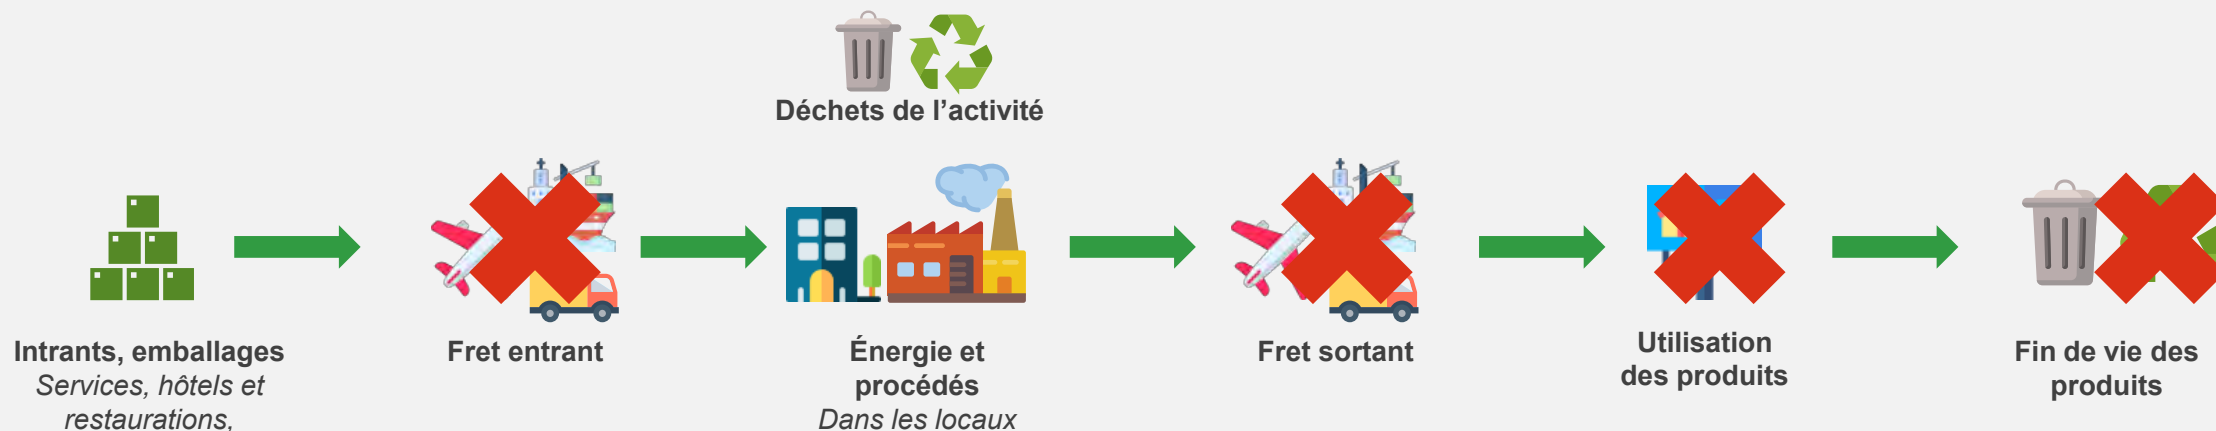 Déchets de l’activité
Intrants, emballages
Services, hôtels et
restaurations,
Fret entrant
Énergie et
procédés
Dans les locaux
Fret sortant
Utilisation
des produits
Fin de vie des
produits